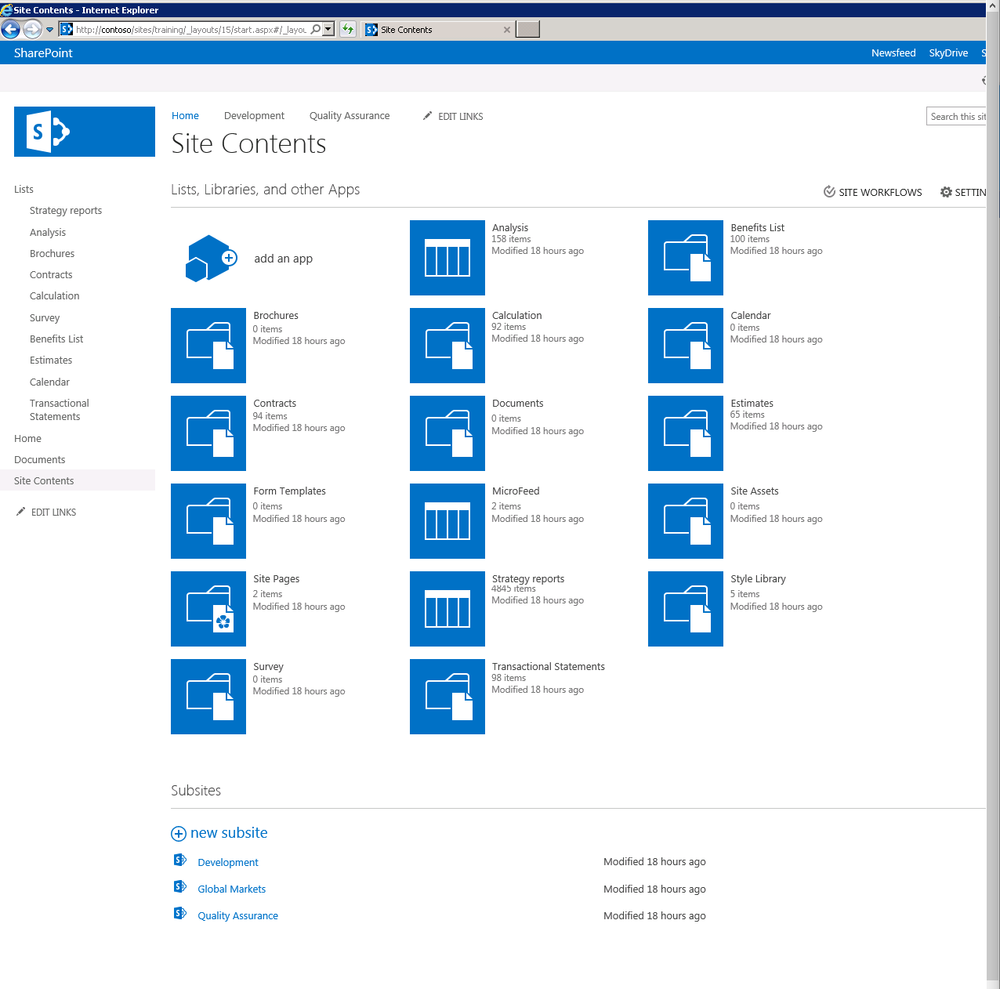 Site Contents - Internet Explorer
http://contoso/sites/training/_layouts/15/start.aspx#/_layou
Site Contents
SharePoint
Newsfeed
SkyDrive
S
Home
Development
Quality Assurance
EDIT LINKS
Search this sit
Site Contents
Lists
Strategy reports
Analysis
Brochures
Contracts
Calculation
Survey
Benefits List
Estimates
Calendar
Transactional
Statements
Home
Documents
Site Contents
EDIT LINKS
Lists, Libraries, and other Apps
SITE WORKFLOWS
SETTIN
add an app
Analysis
158 items
Modified 18 hours ago
Benefits List
100 items
Modified 18 hours ago
Brochures
0 items
Modified 18 hours ago
Calculation
92 items
Modified 18 hours ago
Calendar
0 items
Modified 18 hours ago
Contracts
94 items
Modified 18 hours ago
Documents
0 items
Modified 18 hours ago
Estimates
65 items
Modified 18 hours ago
Form Templates
0 items
Modified 18 hours ago
MicroFeed
2 items
Modified 18 hours ago
Site Assets
0 items
Modified 18 hours ago
Site Pages
2 items
Modified 18 hours ago
Strategy reports
4845 items
Modified 18 hours ago
Style Library
5 items
Modified 18 hours ago
Survey
0 items
Modified 18 hours ago
Transactional Statements
98 items
Modified 18 hours ago
Subsites
new subsite
Development
Modified 18 hours ago
Global Markets
Modified 18 hours ago
Quality Assurance
Modified 18 hours ago